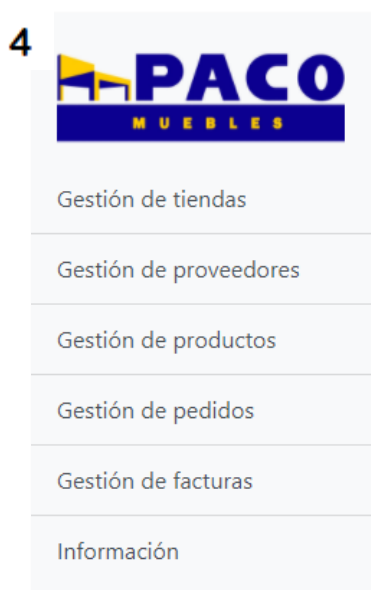 4
PACO
MUEBLES
Gestión de tiendas
Gestión de proveedores
Gestión de productos
Gestión de pedidos
Gestión de facturas
Información